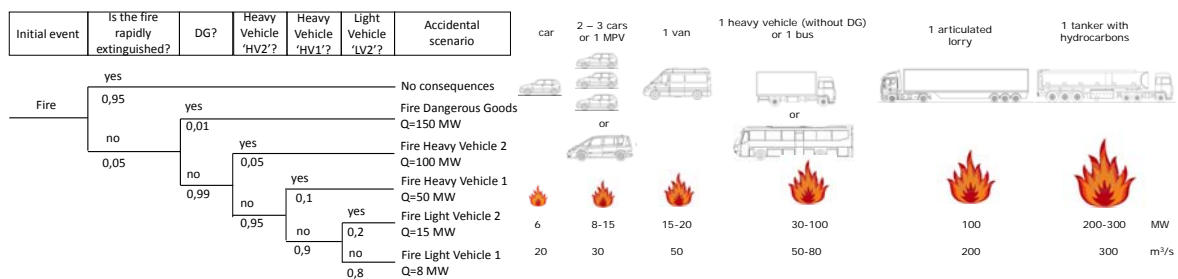 Initial event
Is the fire
rapidly
extinguished?
DG?
Heavy
Vehicle
'HV2'?
Heavy
Vehicle
'HV1'?
Light
Vehicle
'LV2'?
Accidental
scenario
Fire
yes
0,95
no
0,05
yes
0,01
no
0,99
yes
0,05
no
0,95
yes
0,1
no
0,9
yes
0,2
no
0,8
No consequences
Fire Dangerous Goods
Q=150 MW
Fire Heavy Vehicle 2
Q=100 MW
Fire Heavy Vehicle 1
Q=50 MW
Fire Light Vehicle 2
Q=15 MW
Fire Light Vehicle 1
Q=8 MW
car
2 – 3 cars
or 1 MPV
1 van
1 heavy vehicle (without DG)
or 1 bus
1 articulated
lorry
1 tanker with
hydrocarbons
or
or
6 8-15 15-20 30-100 100 200-300 MW
20 30 50 50-80 200 300 m³/s